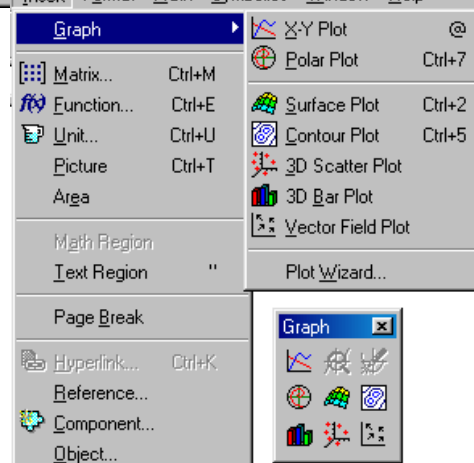 Graph
Matrix... Ctrl+M
Function... Ctrl+E
Unit... Ctrl+U
Picture Ctrl+T
Area
Math Region
Text Region "
Page Break
Hyperlink... Ctrl+K
Reference...
Component...
Object...
X-Y Plot @
Polar Plot Ctrl+7
Surface Plot Ctrl+2
Contour Plot Ctrl+5
3D Scatter Plot
3D Bar Plot
Vector Field Plot
Plot Wizard...
Graph